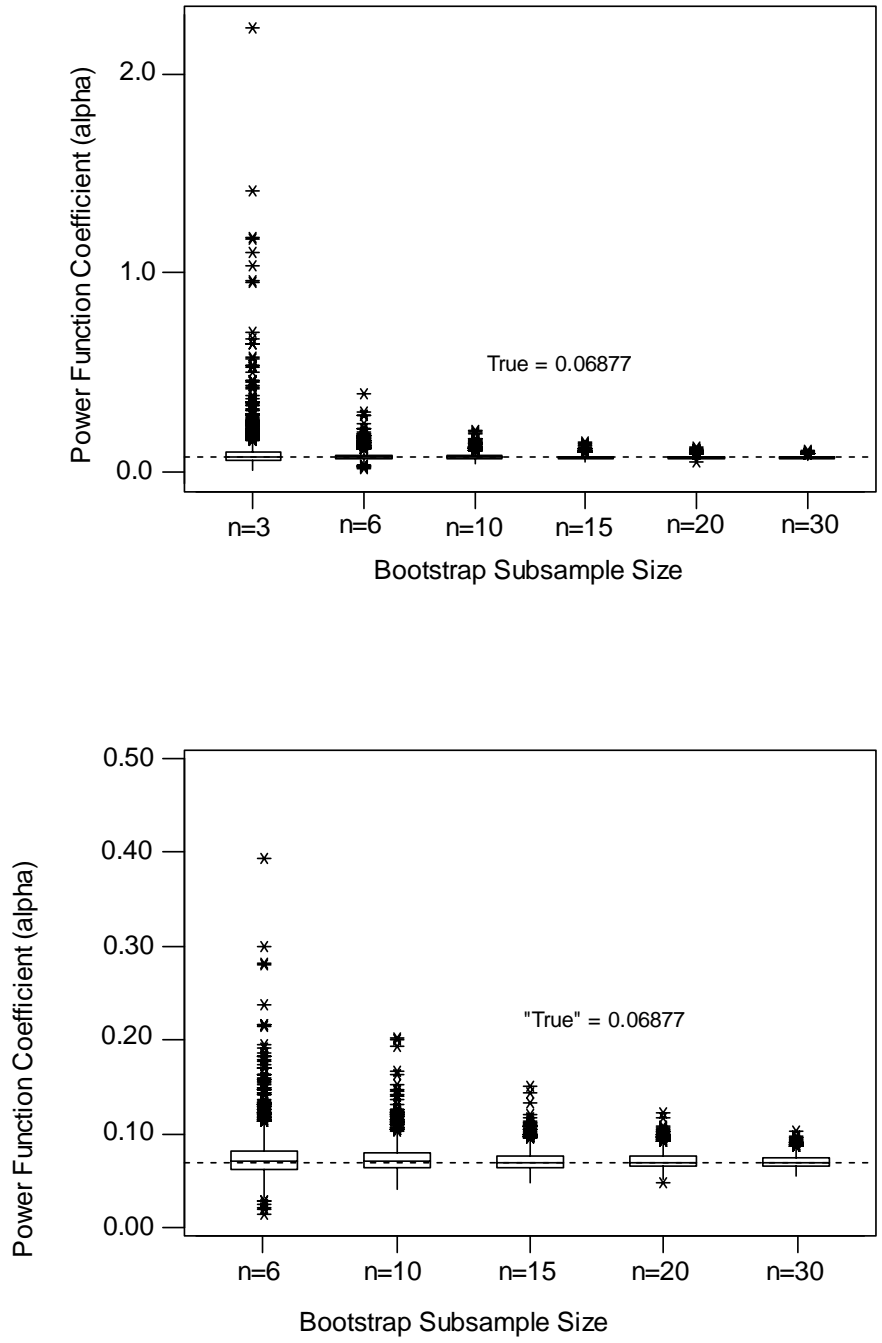 Power Function Coefficient (alpha)
2.0
1.0
0.0
True = 0.06877
n=3 n=6 n=10 n=15 n=20 n=30
Bootstrap Subsample Size
Power Function Coefficient (alpha)
0.50
0.40
0.30
0.20
0.10
0.00
"True" = 0.06877
n=6 n=10 n=15 n=20 n=30
Bootstrap Subsample Size